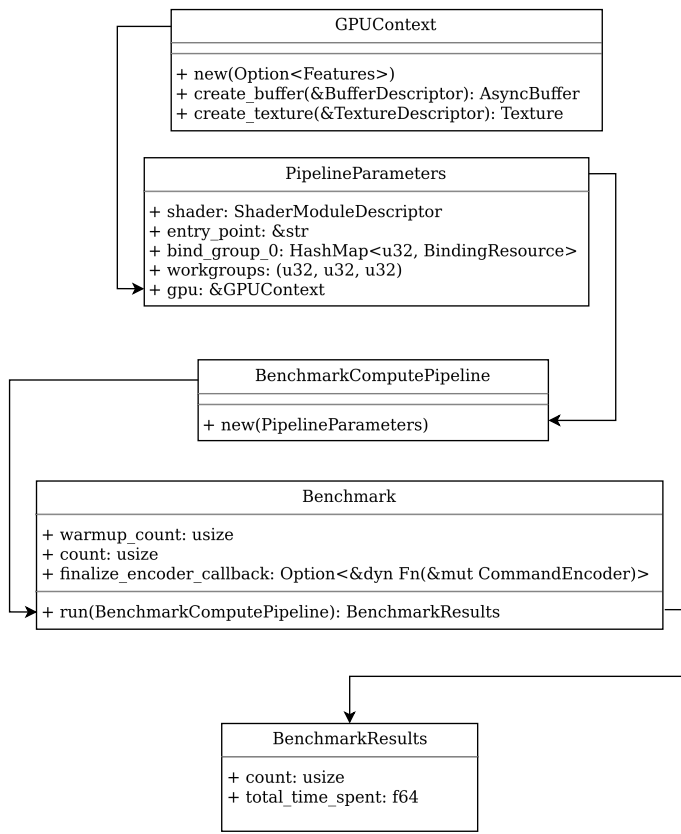 GPUContext
+ new(Option<Features>)
+ create_buffer(&BufferDescriptor): AsyncBuffer
+ create_texture(&TextureDescriptor): Texture
PipelineParameters
+ shader: ShaderModuleDescriptor
+ entry_point: &str
+ bind_group_0: HashMap<u32, BindingResource>
+ workgroups: (u32, u32, u32)
+ gpu: &GPUContext
BenchmarkComputePipeline
+ new(PipelineParameters)
Benchmark
+ warmup_count: usize
+ count: usize
+ finalize_encoder_callback: Option<&dyn Fn(&mut CommandEncoder)>
+ run(BenchmarkComputePipeline): BenchmarkResults
BenchmarkResults
+ count: usize
+ total_time_spent: f64